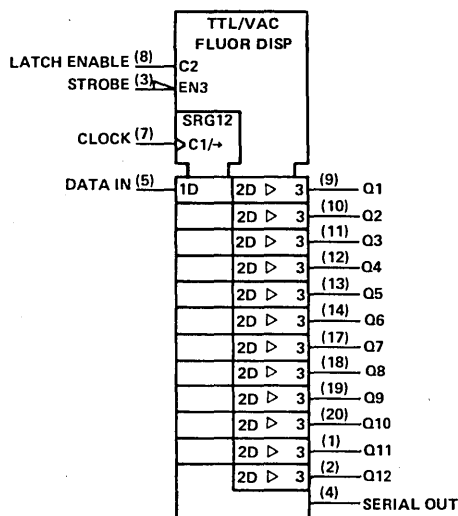 TTL/VAC
FLUOR DISP
LATCH ENABLE (8) C2
STROBE (3) EN3
SRG12
CLOCK (7) C1/→
DATA IN (5) 1D 2D ▷ 3 (9) Q1
2D ▷ 3 (10) Q2
2D ▷ 3 (11) Q3
2D ▷ 3 (12) Q4
2D ▷ 3 (13) Q5
2D ▷ 3 (14) Q6
2D ▷ 3 (17) Q7
2D ▷ 3 (18) Q8
2D ▷ 3 (19) Q9
2D ▷ 3 (20) Q10
2D ▷ 3 (1) Q11
2D ▷ 3 (2) Q12
(4) SERIAL OUT